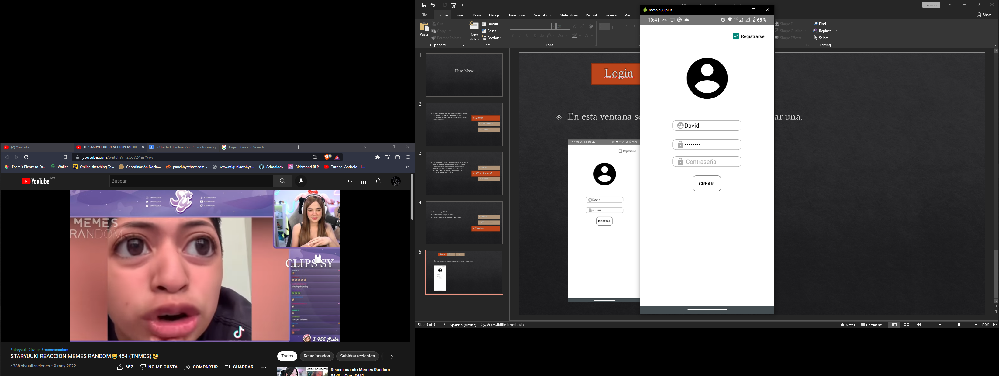 (2) YouTube
STARYUUKI REACCION MEMES
5 Unidad. Evaluación. Presentación eje
login - Google Search
youtube.com/watch?v=zCo7Z4esYww
There's Plenty to Ex...
Wallet
Online sketching Te...
Coordinación Nacio...
panel.byethost.com...
www.miguelaoz.bye...
Schoology
Richmond RLP
Tutorial Android - L...
YouTube MX
Buscar
MEMES
RANDOM
CLIPS SY
compra dolares
3,955 Subs
#staryuuki #twitch #memesrandom
STARYUUKI REACCION MEMES RANDOM 😂 454 (TNMCS) 🤣
4388 visualizaciones • 9 may 2022
657
NO ME GUSTA
COMPARTIR
GUARDAR
Todos
Relacionados
Subidas recientes
Reaccionando Memes Random
Sign in
File
Home
Insert
Draw
Design
Transitions
Animations
Slide Show
Record
Review
View
Share
Paste
Cut
Copy
Format Painter
Clipboard
New
Slide
Layout
Reset
Section
Slides
20
Font
Shape Fill
Shape Outline
Shape Effects
Find
Replace
Select
Editing
1
Hire-Now
2
¿Qué es?
3
¿Cómo funciona?
4
Objetivos
5
Login
Login
En esta ventana s
ar una.
10:39
65 %
Registrarse
David
••••••••
INGRESAR.
moto e(7) plus
10:41
4G
65 %
Registrarse
David
••••••••
Contraseña.
CREAR.
Slide 5 of 5
Spanish (Mexico)
Accessibility: Investigate
Notes
Comments
120%